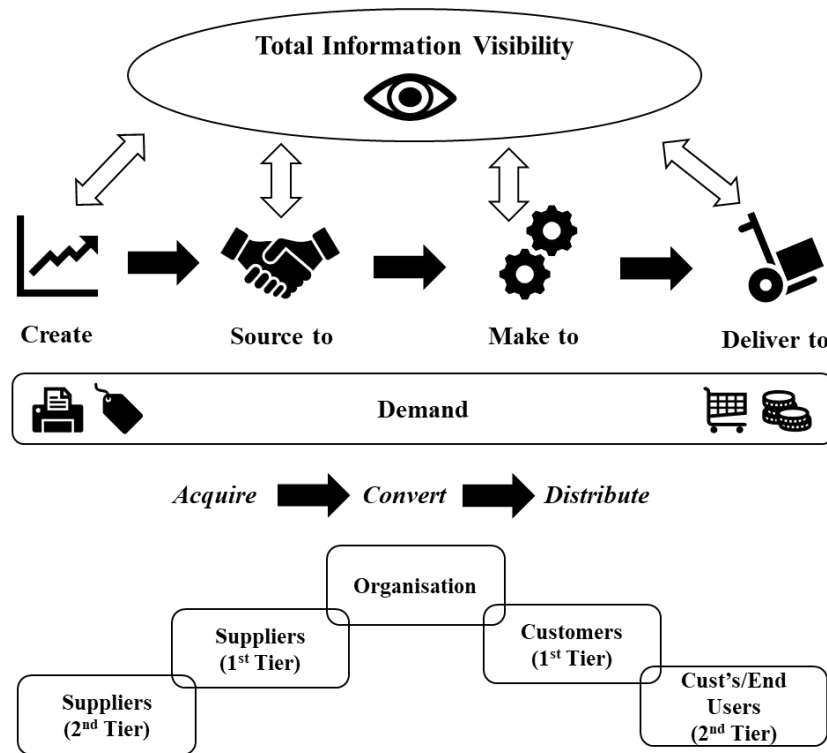 Total Information Visibility
Create
Source to
Make to
Deliver to
Demand
Acquire
Convert
Distribute
Organisation
Suppliers
(1st Tier)
Customers
(1st Tier)
Suppliers
(2nd Tier)
Cust's/End
Users
(2nd Tier)